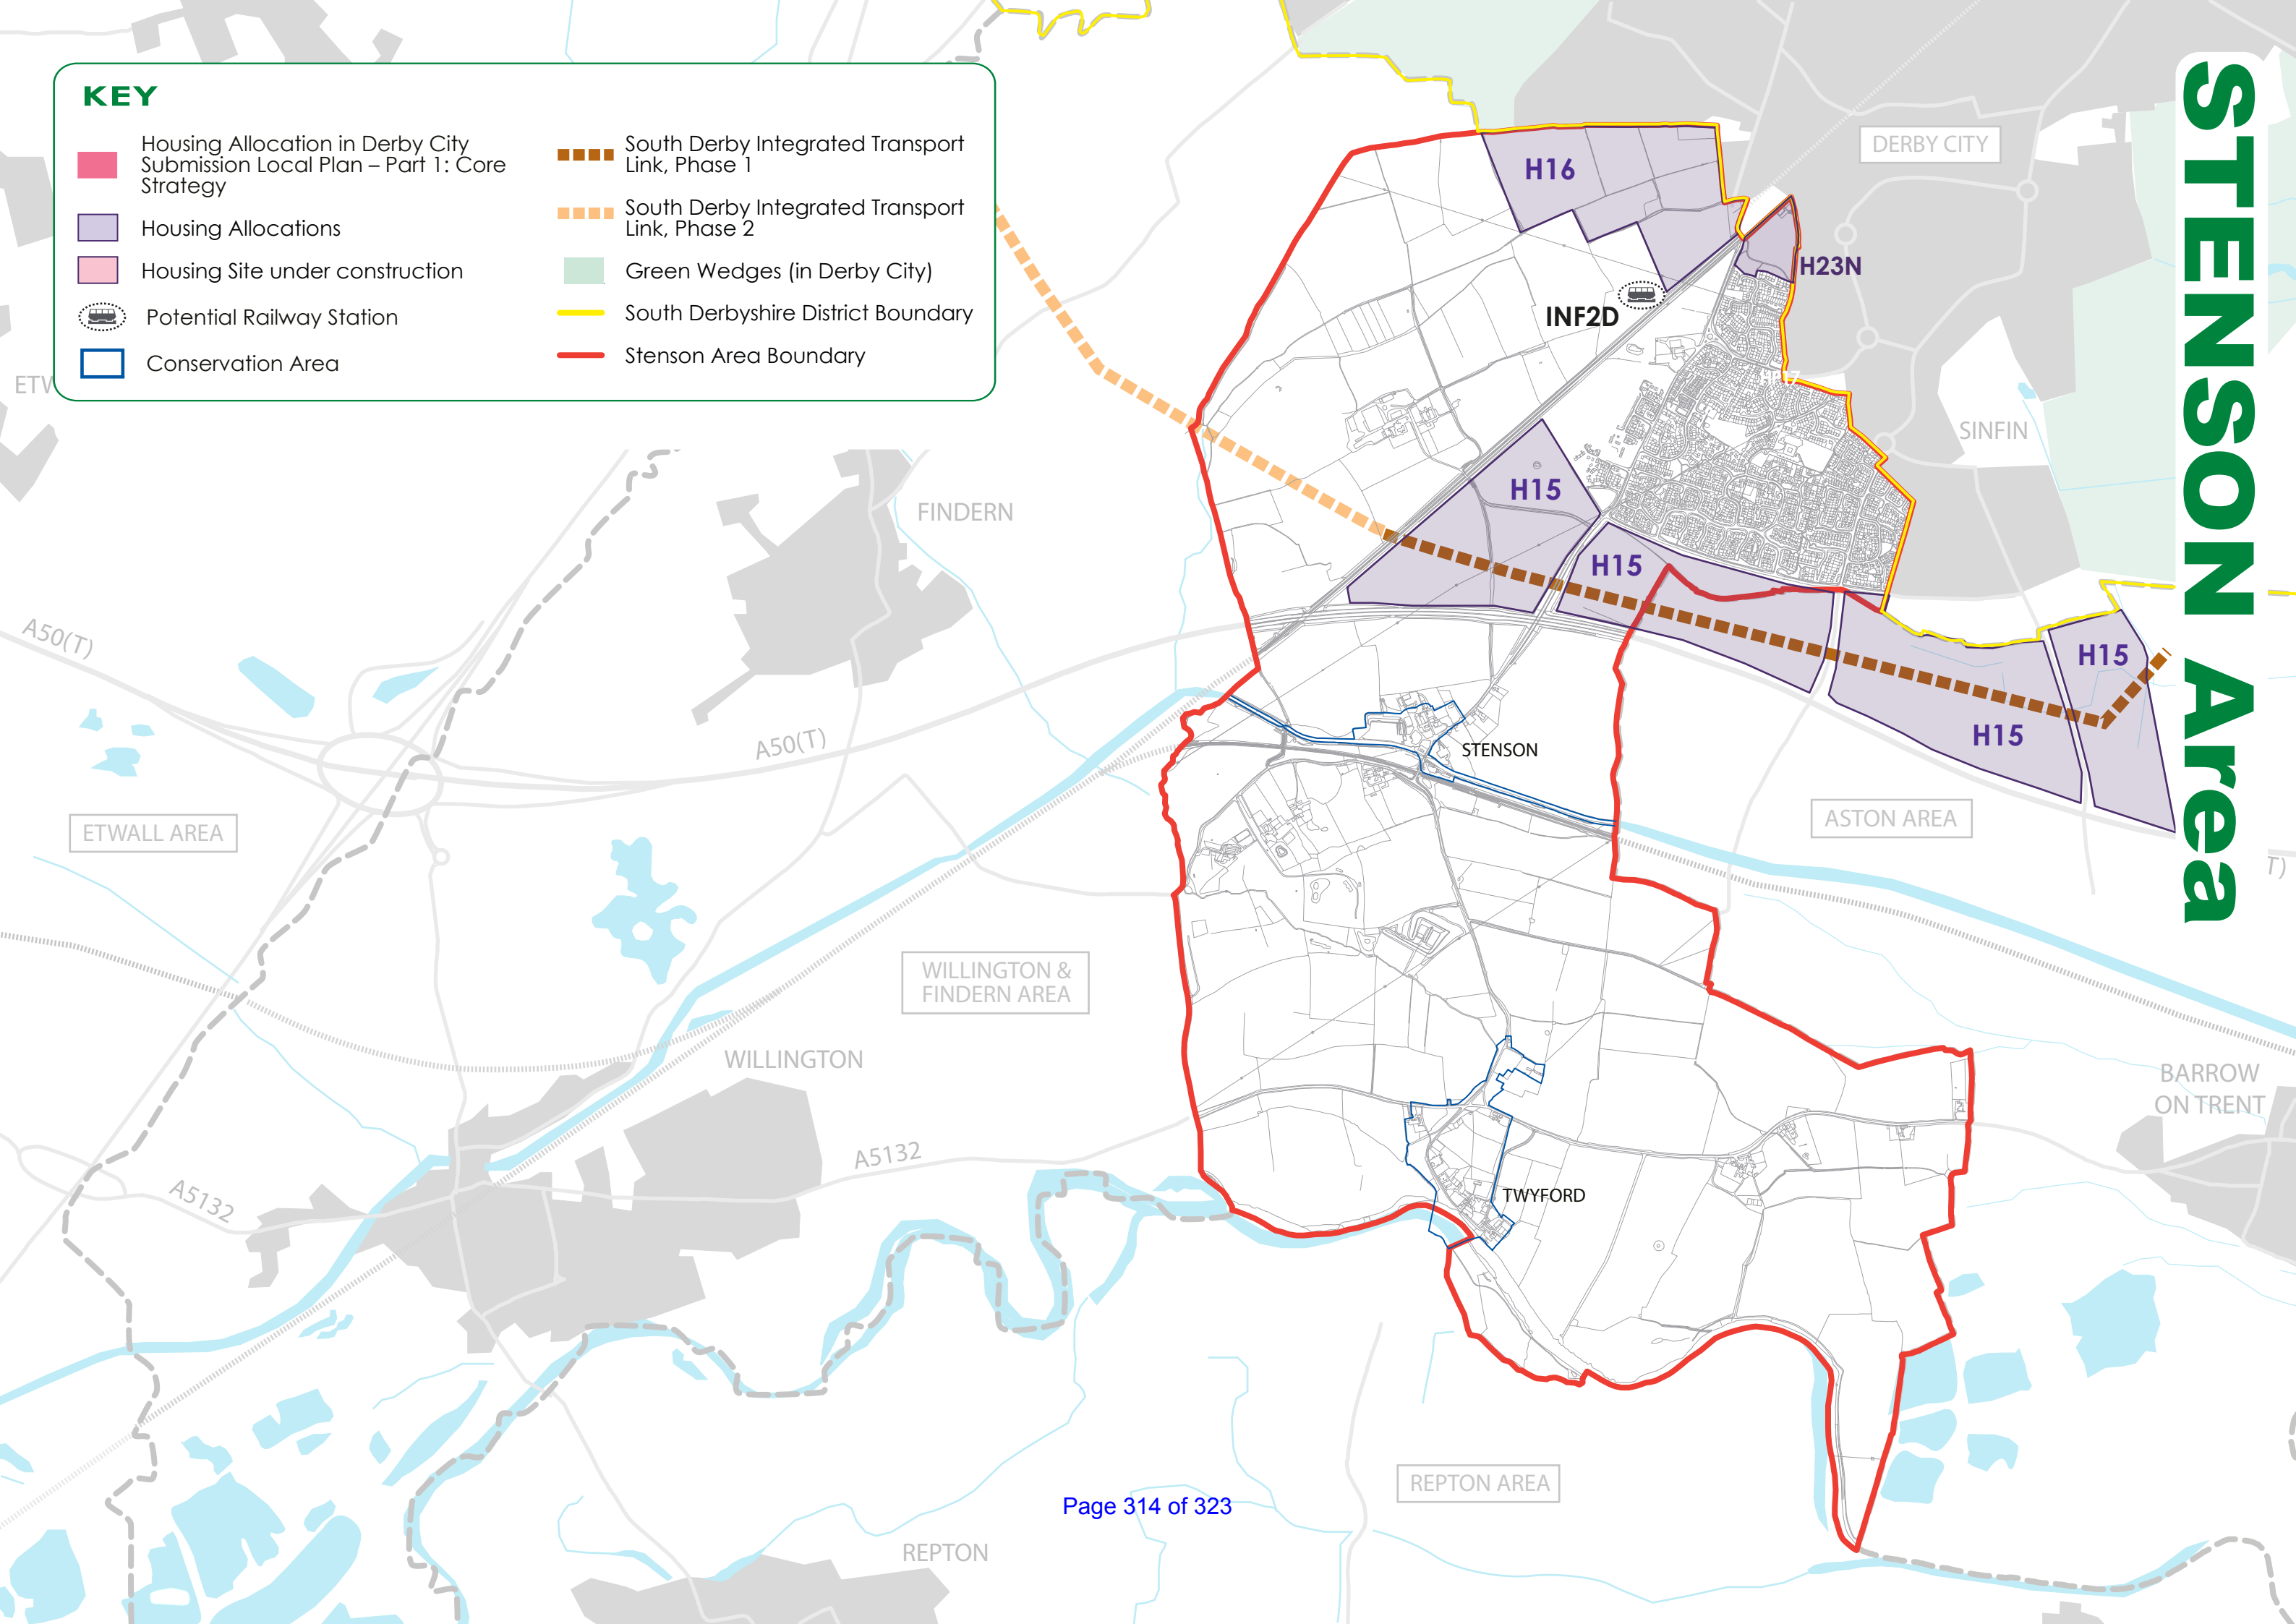 KEY
Housing Allocation in Derby City
Submission Local Plan – Part 1: Core
Strategy
Housing Allocations
Housing Site under construction
Potential Railway Station
Conservation Area
South Derby Integrated Transport
Link, Phase 1
South Derby Integrated Transport
Link, Phase 2
Green Wedges (in Derby City)
South Derbyshire District Boundary
Stenson Area Boundary
STENSON Area
DERBY CITY
H16
H23N
INF2D
ETW
SINFIN
H15
FINDERN
H15
A50(T)
H15
H15
A50(T)
STENSON
ETWALL AREA
ASTON AREA
T)
WILLINGTON &
FINDERN AREA
WILLINGTON
BARROW
ON TRENT
A5132
A5132
TWYFORD
REPTON AREA
Page 314 of 323
REPTON